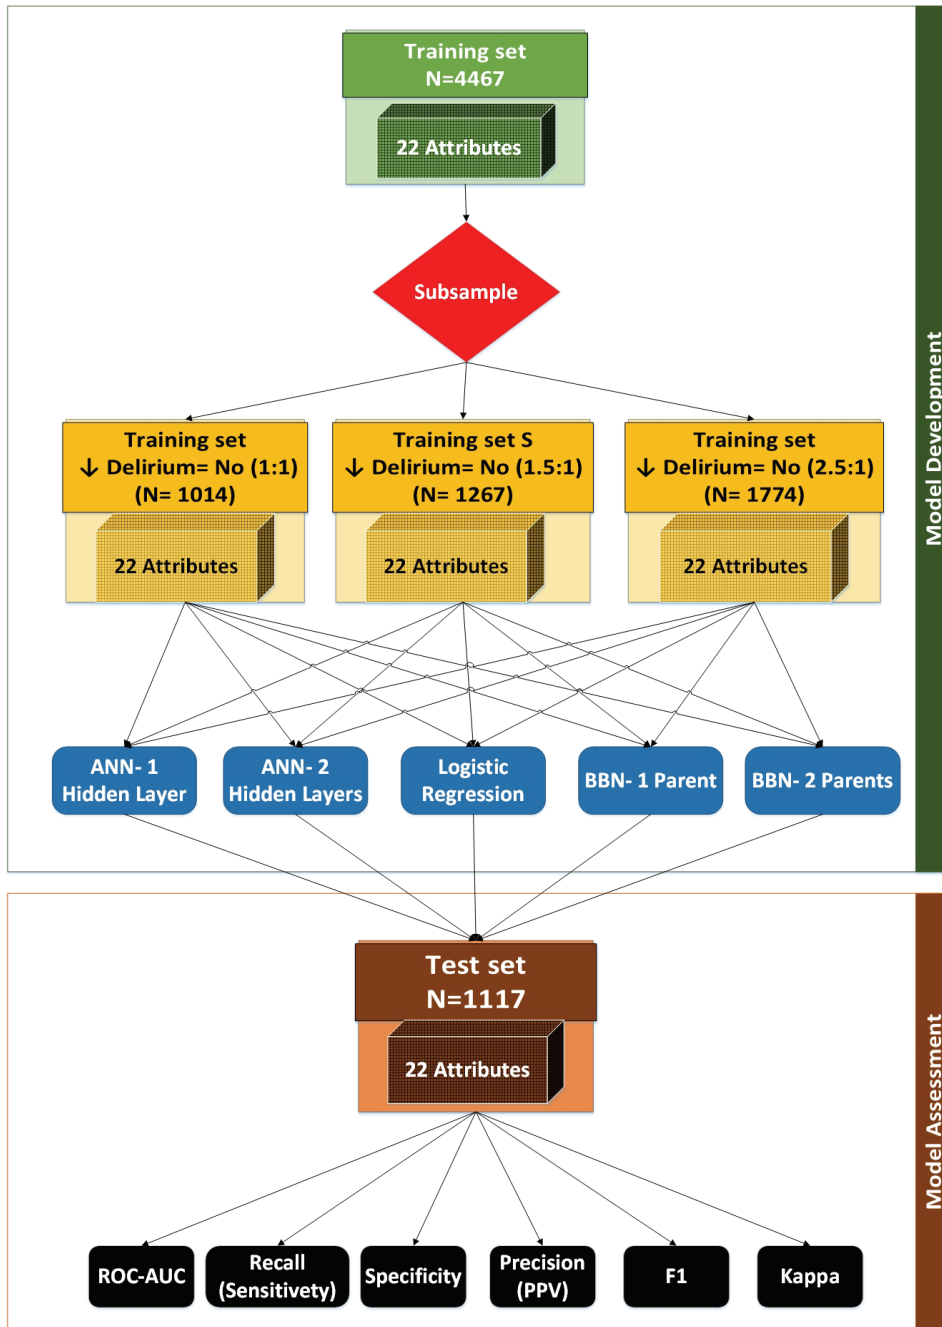 Training set
N=4467
22 Attributes
Subsample
Training set
↓ Delirium= No (1:1)
(N= 1014)
22 Attributes
Training set S
↓ Delirium= No (1.5:1)
(N= 1267)
22 Attributes
Training set
↓ Delirium= No (2.5:1)
(N= 1774)
22 Attributes
ANN- 1
Hidden Layer
ANN- 2
Hidden Layers
Logistic
Regression
BBN- 1 Parent
BBN- 2 Parents
Model Development
Test set
N=1117
22 Attributes
ROC-AUC
Recall
(Sensitivety)
Specificity
Precision
(PPV)
F1
Kappa
Model Assessment